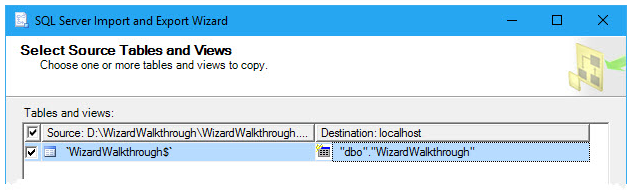 SQL Server Import and Export Wizard
Select Source Tables and Views
Choose one or more tables and views to copy.
Tables and views:
Source: D:\WizardWalkthrough\WizardWalkthrough.... Destination: localhost
`WizardWalkthrough$` "dbo"."WizardWalkthrough"